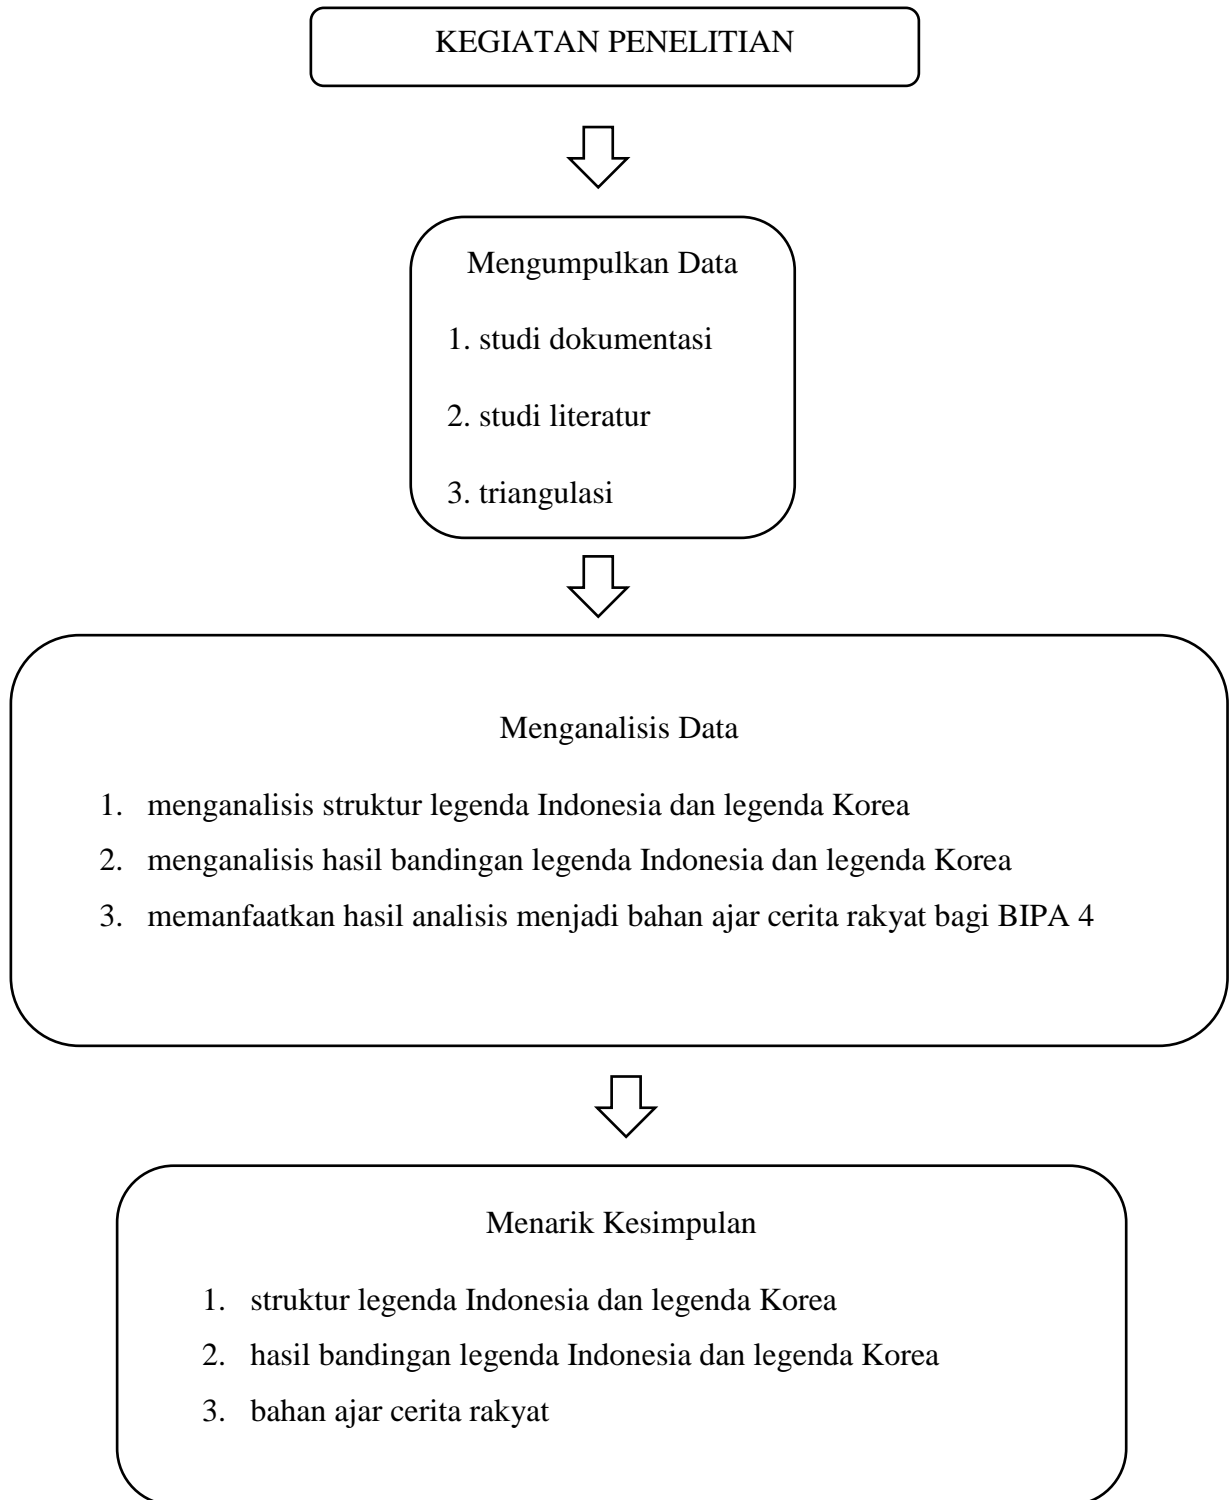 KEGIATAN PENELITIAN
Mengumpulkan Data
1. studi dokumentasi
2. studi literatur
3. triangulasi
Menganalisis Data
1. menganalisis struktur legenda Indonesia dan legenda Korea
2. menganalisis hasil bandingan legenda Indonesia dan legenda Korea
3. memanfaatkan hasil analisis menjadi bahan ajar cerita rakyat bagi BIPA 4
Menarik Kesimpulan
1. struktur legenda Indonesia dan legenda Korea
2. hasil bandingan legenda Indonesia dan legenda Korea
3. bahan ajar cerita rakyat